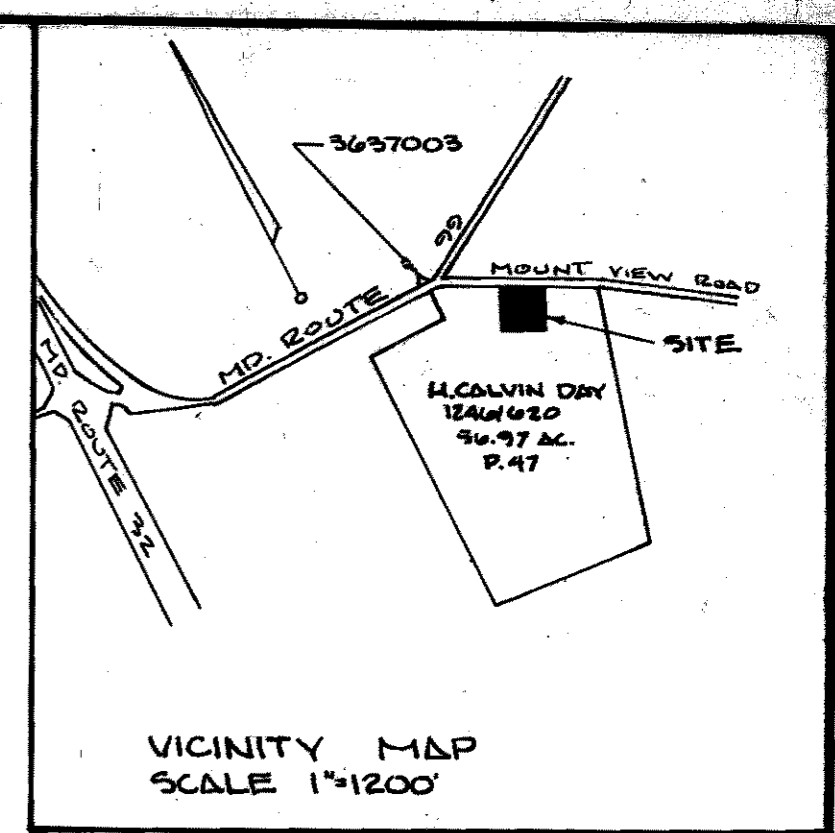 3637003
MD. ROUTE 99
MOUNT VIEW ROAD
SITE
MD. ROUTE 32
H. CALVIN DAY
1246/620
56.97 AC.
P. 47
VICINITY MAP
SCALE 1"=1200'